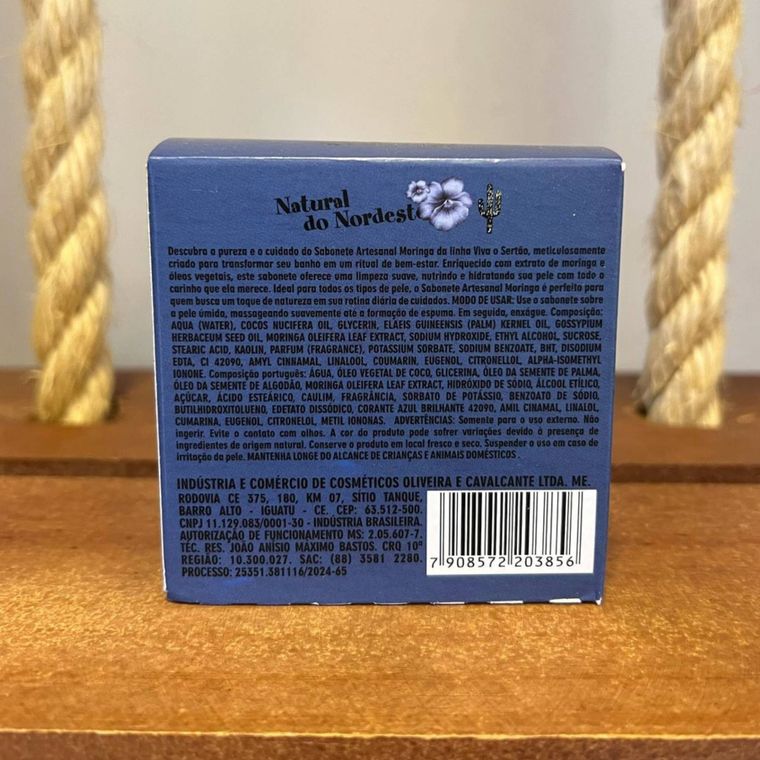 Natural
do Nordeste
Descubra a pureza e o cuidado do Sabonete Artesanal Moringa da linha Viva o Sertão, meticulosamente
criado para transformar seu banho em um ritual de bem-estar. Enriquecido com extrato de moringa e
óleos vegetais, este sabonete oferece uma limpeza suave, nutrindo e hidratando sua pele com todo o
carinho que ela merece. Ideal para todos os tipos de pele, o Sabonete Artesanal Moringa é perfeito para
quem busca um toque de natureza em sua rotina diária de cuidados. MODO DE USAR: Use o sabonete sobre
a pele úmida, massageando suavemente até a formação de espuma. Em seguida, enxágue. Composição:
AQUA (WATER), COCOS NUCIFERA OIL, GLYCERIN, ELAEIS GUINEENSIS (PALM) KERNEL OIL, GOSSYPIUM
HERBACEUM SEED OIL, MORINGA OLEIFERA LEAF EXTRACT, SODIUM HYDROXIDE, ETHYL ALCOHOL, SUCROSE,
STEARIC ACID, KAOLIN, PARFUM (FRAGRANCE), POTASSIUM SORBATE, SODIUM BENZOATE, BHT, DISODIUM
EDTA, CI 42090, AMYL CINNAMAL, LINALOOL, COUMARIN, EUGENOL, CITRONELLOL, ALPHA-ISOMETHYL
IONONE. Composição português: ÁGUA, ÓLEO VEGETAL DE COCO, GLICERINA, ÓLEO DA SEMENTE DE PALMA,
ÓLEO DA SEMENTE DE ALGODÃO, MORINGA OLEIFERA LEAF EXTRACT, HIDRÓXIDO DE SÓDIO, ÁLCOOL ETÍLICO,
AÇÚCAR, ÁCIDO ESTEÁRICO, CAULIM, FRAGRÂNCIA, SORBATO DE POTÁSSIO, BENZOATO DE SÓDIO,
BUTILHIDROXITOLUENO, EDETATO DISSÓDICO, CORANTE AZUL BRILHANTE 42090, AMIL CINAMAL, LINALOL,
CUMARINA, EUGENOL, CITRONELOL, METIL IONONAS. ADVERTÊNCIAS: Somente para o uso externo. Não
ingerir. Evite o contato com olhos. A cor do produto pode sofrer variações devido à presença de
ingredientes de origem natural. Conserve o produto em local fresco e seco. Suspender o uso em caso de
irritação da pele. MANTENHA LONGE DO ALCANCE DE CRIANÇAS E ANIMAIS DOMÉSTICOS .
INDÚSTRIA E COMÉRCIO DE COSMÉTICOS OLIVEIRA E CAVALCANTE LTDA. ME.
RODOVIA CE 375, 180, KM 07, SÍTIO TANQUE,
BARRO ALTO - IGUATU - CE. CEP: 63.512-500.
CNPJ 11.129.083/0001-30 - INDÚSTRIA BRASILEIRA.
AUTORIZAÇÃO DE FUNCIONAMENTO MS: 2.05.607-7.
TÉC. RES. JOÃO ANÍSIO MÁXIMO BASTOS. CRQ 10ª
REGIÃO: 10.300.027. SAC: (88) 3581 2280.
PROCESSO: 25351.381116/2024-65
7 908572 203856